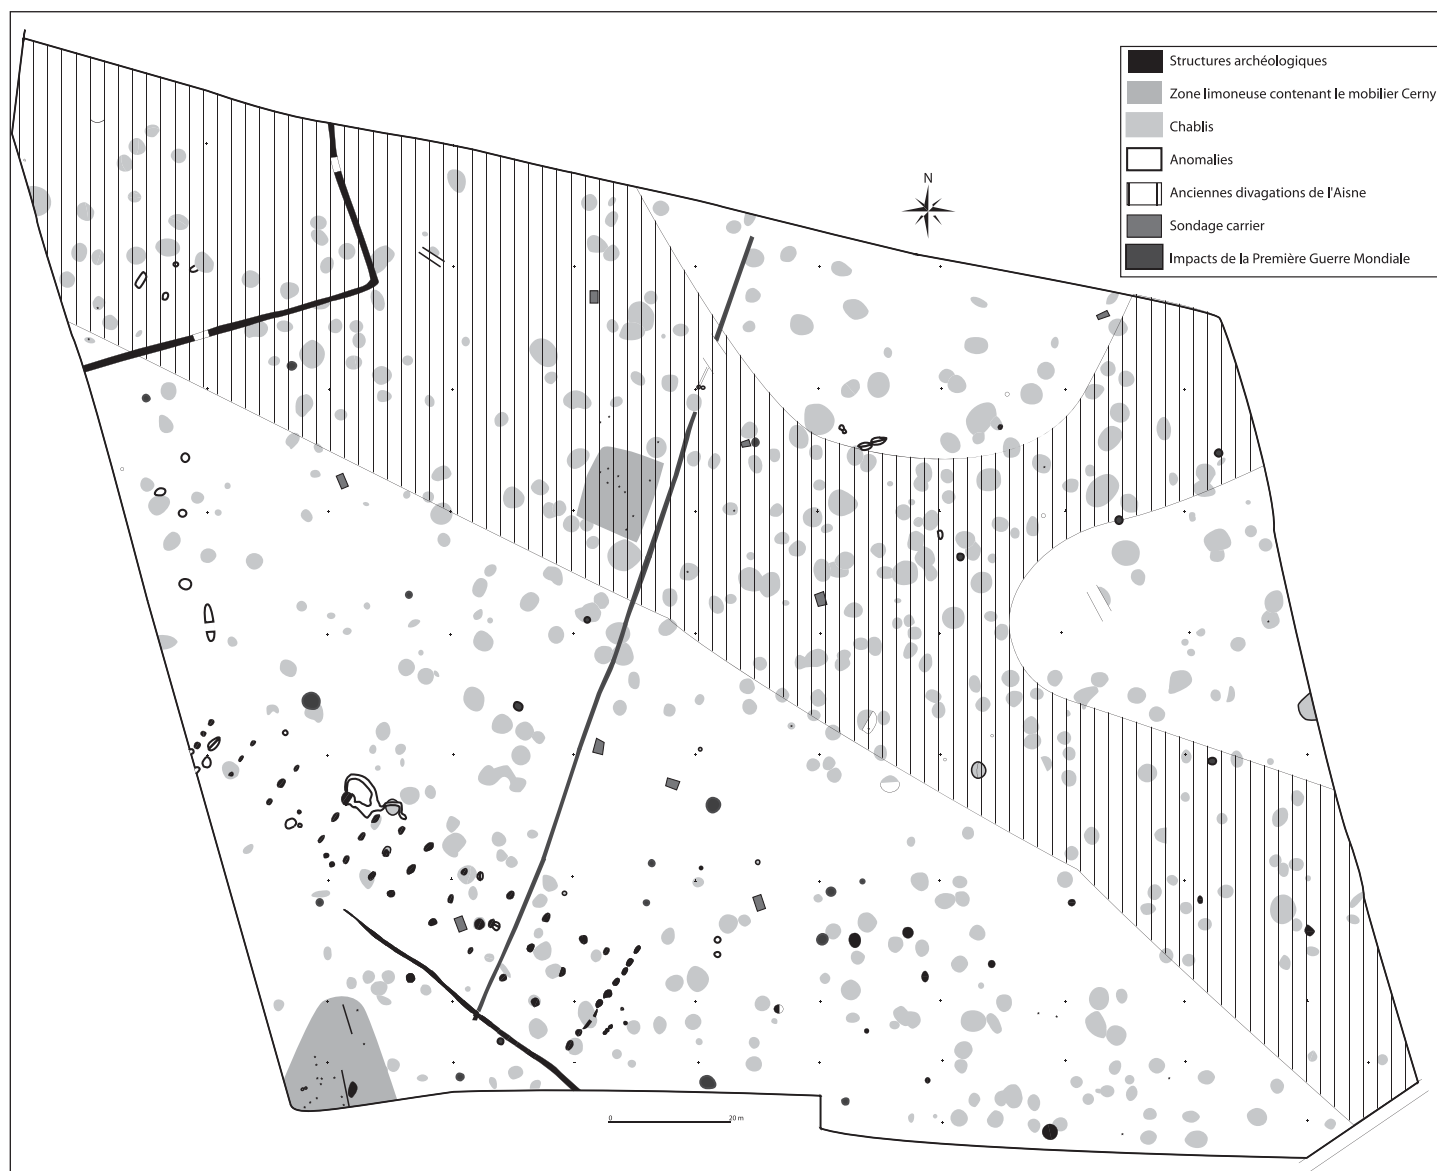 Structures archéologiques
Zone limoneuse contenant le mobilier Cerny
Chablis
N
Anomalies
Anciennes divagations de l'Aisne
Sondage carrier
Impacts de la Première Guerre Mondiale
0 20 m